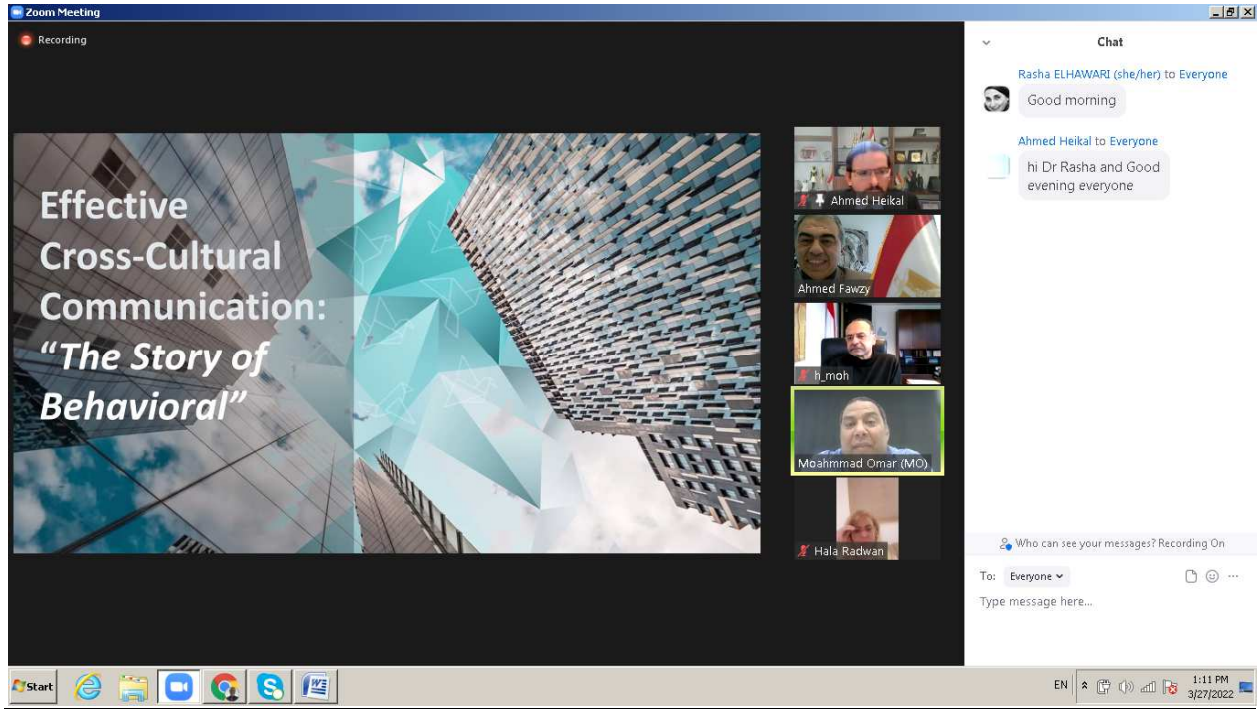 Zoom Meeting
Recording
Effective
Cross-Cultural
Communication:
“The Story of
Behavioral”
Ahmed Heikal
Ahmed Fawzy
h_moh
Moahmmad Omar (MO)
Hala Radwan
Chat
Rasha ELHAWARI (she/her) to Everyone
Good morning
Ahmed Heikal to Everyone
hi Dr Rasha and Good
evening everyone
Who can see your messages? Recording On
To: Everyone
Type message here...
Start
EN
1:11 PM
3/27/2022